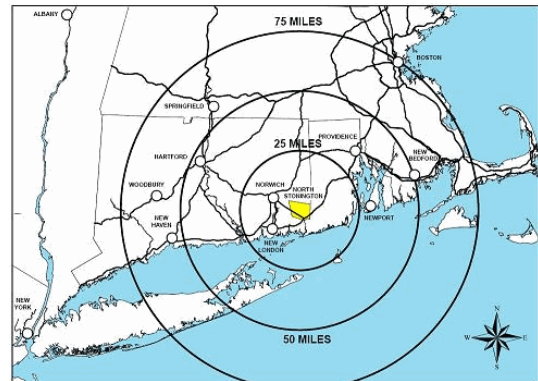 ALBANY
75 MILES
BOSTON
SPRINGFIELD
PROVIDENCE
25 MILES
NEW
BEDFORD
HARTFORD
WOODBURY
NORWICH
NORTH
STONINGTON
NEW
HAVEN
NEWPORT
NEW
LONDON
NEW
YORK
50 MILES
N
W
E
S